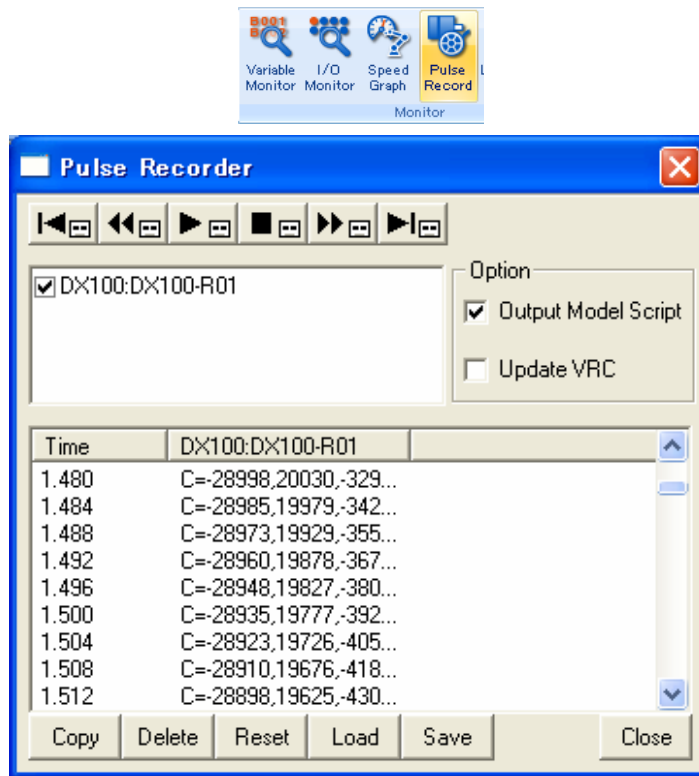 B001
Variable Monitor
I/O Monitor
Speed Graph
Pulse Record
Monitor
Pulse Recorder
DX100:DX100-R01
Option
Output Model Script
Update VRC
Time DX100:DX100-R01
1.480 C=-28998,20030,-329...
1.484 C=-28985,19979,-342...
1.488 C=-28973,19929,-355...
1.492 C=-28960,19878,-367...
1.496 C=-28948,19827,-380...
1.500 C=-28935,19777,-392...
1.504 C=-28923,19726,-405...
1.508 C=-28910,19676,-418...
1.512 C=-28898,19625,-430...
Copy Delete Reset Load Save Close